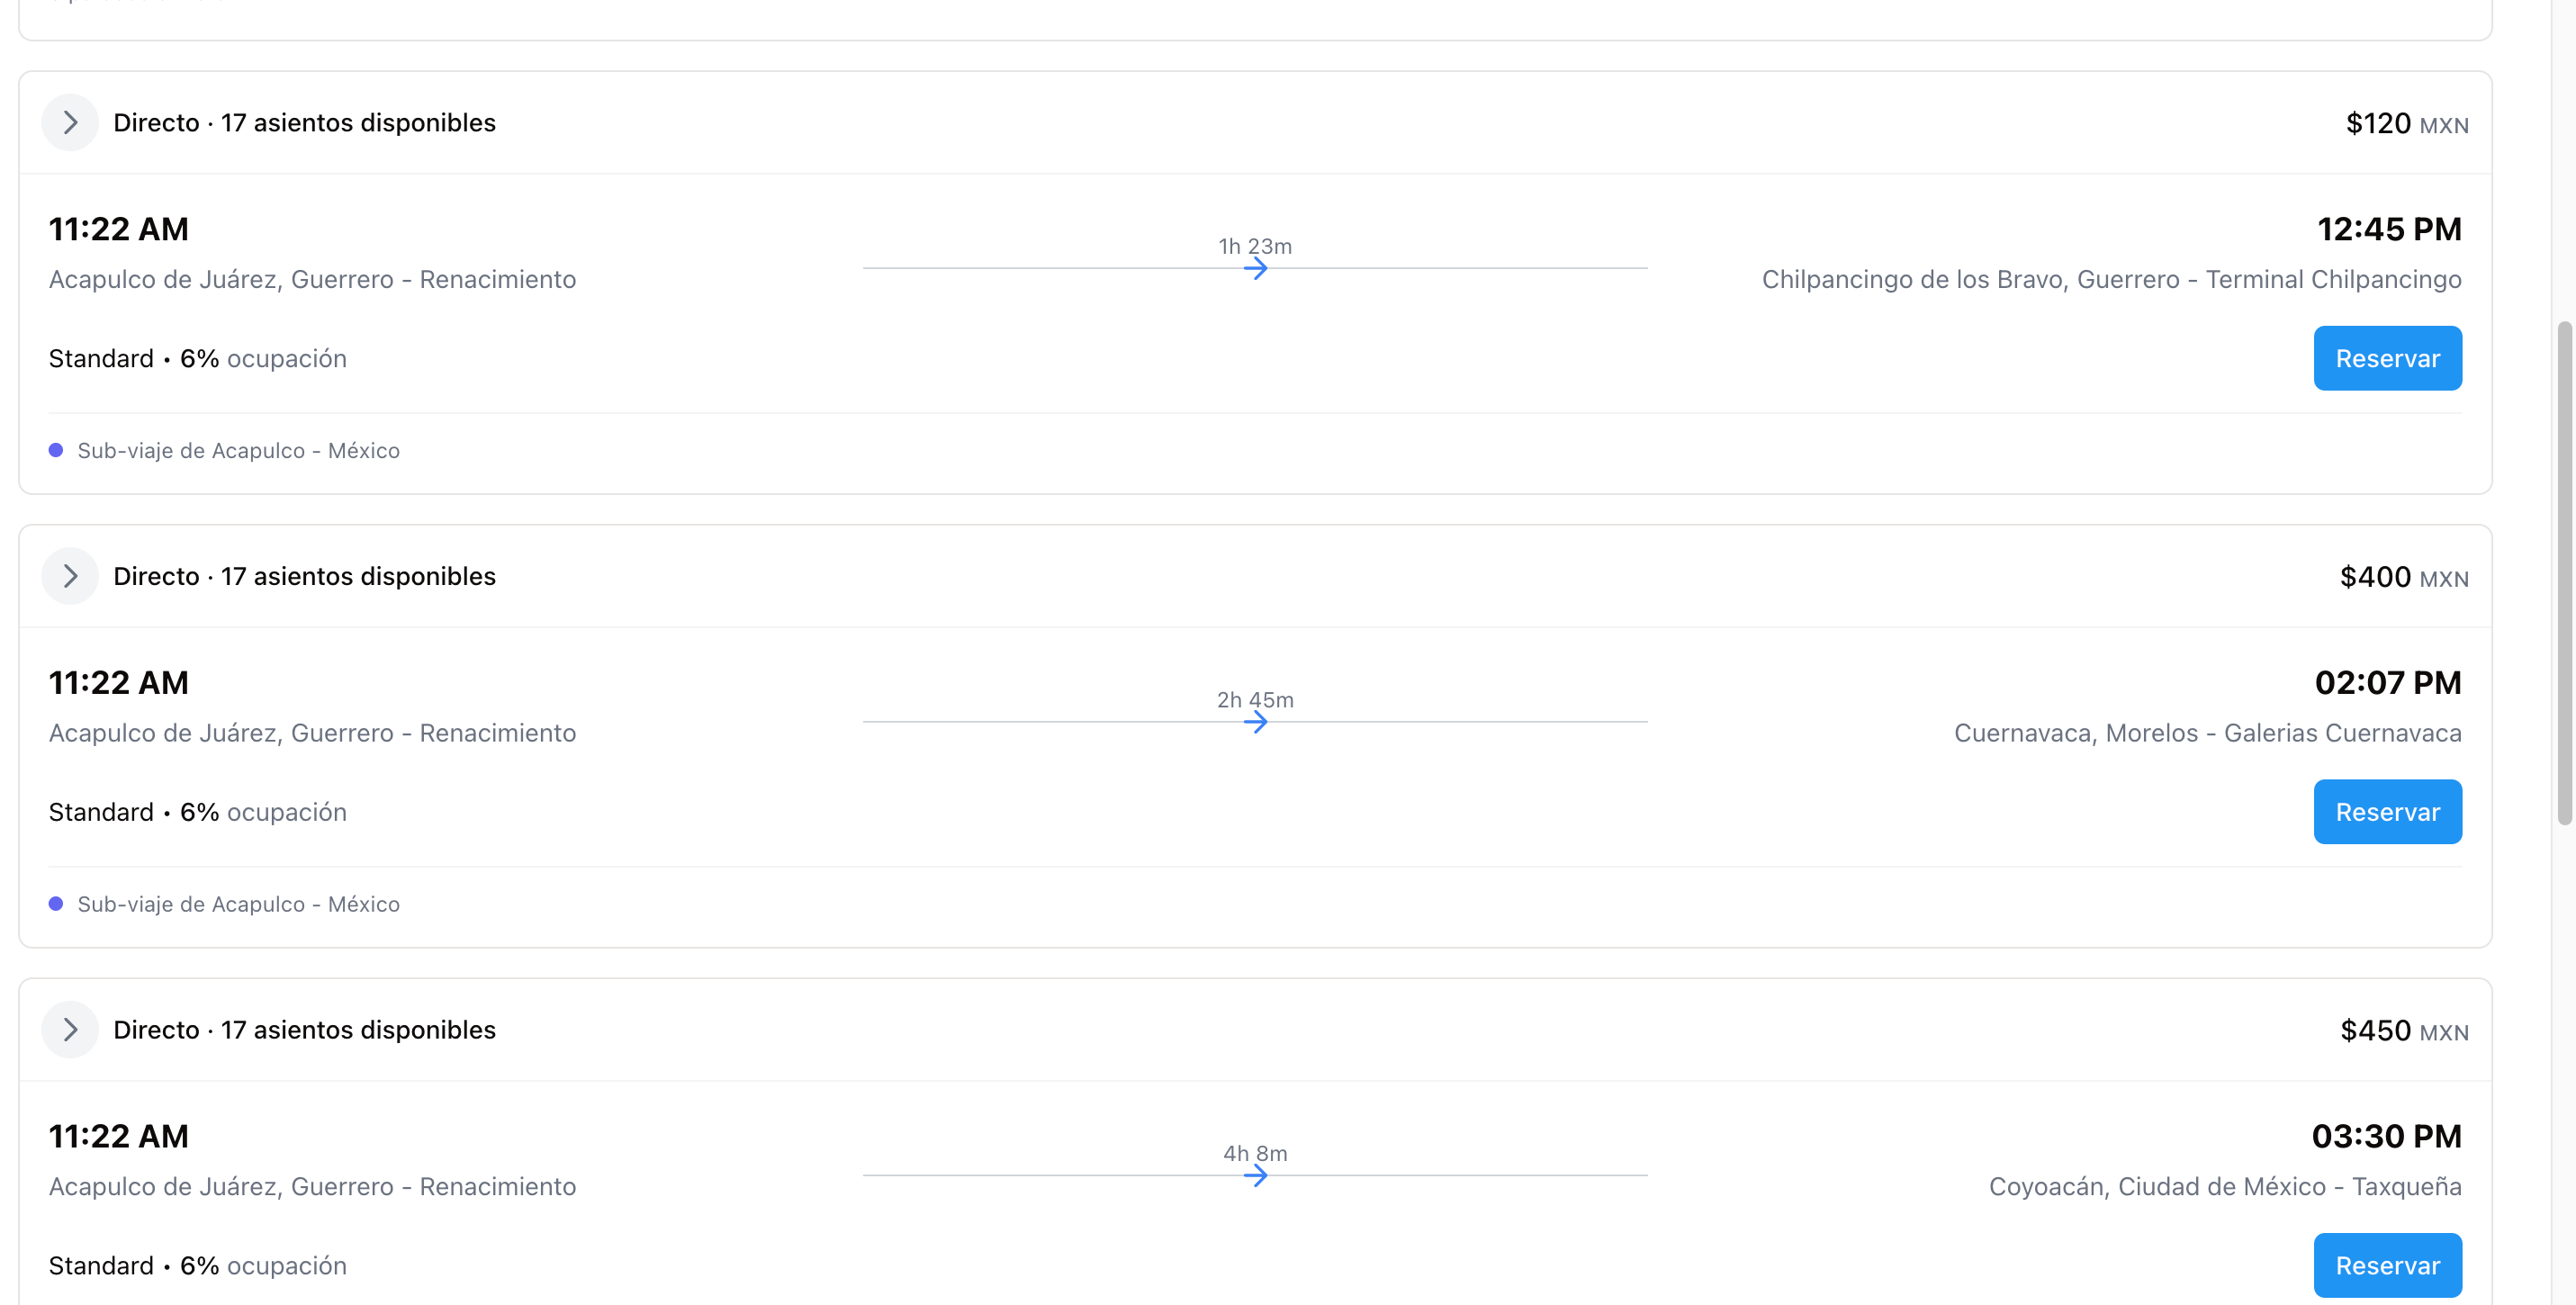 Directo · 17 asientos disponibles
$120 MXN
11:22 AM
1h 23m
12:45 PM
Acapulco de Juárez, Guerrero - Renacimiento
Chilpancingo de los Bravo, Guerrero - Terminal Chilpancingo
Standard • 6% ocupación
Reservar
Sub-viaje de Acapulco - México
Directo · 17 asientos disponibles
$400 MXN
11:22 AM
2h 45m
02:07 PM
Acapulco de Juárez, Guerrero - Renacimiento
Cuernavaca, Morelos - Galerias Cuernavaca
Standard • 6% ocupación
Reservar
Sub-viaje de Acapulco - México
Directo · 17 asientos disponibles
$450 MXN
11:22 AM
4h 8m
03:30 PM
Acapulco de Juárez, Guerrero - Renacimiento
Coyoacán, Ciudad de México - Taxqueña
Standard • 6% ocupación
Reservar